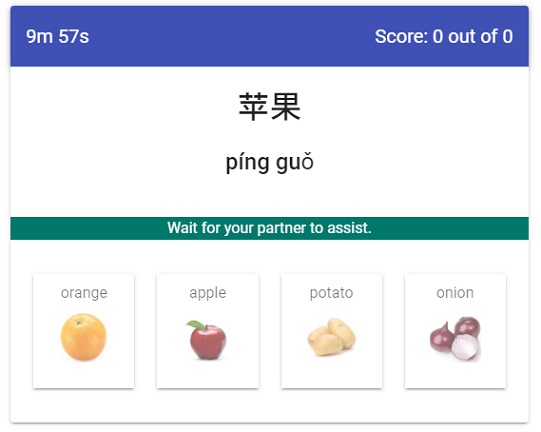 9m 57s Score: 0 out of 0
苹果
píng guǒ
Wait for your partner to assist.
orange apple potato onion